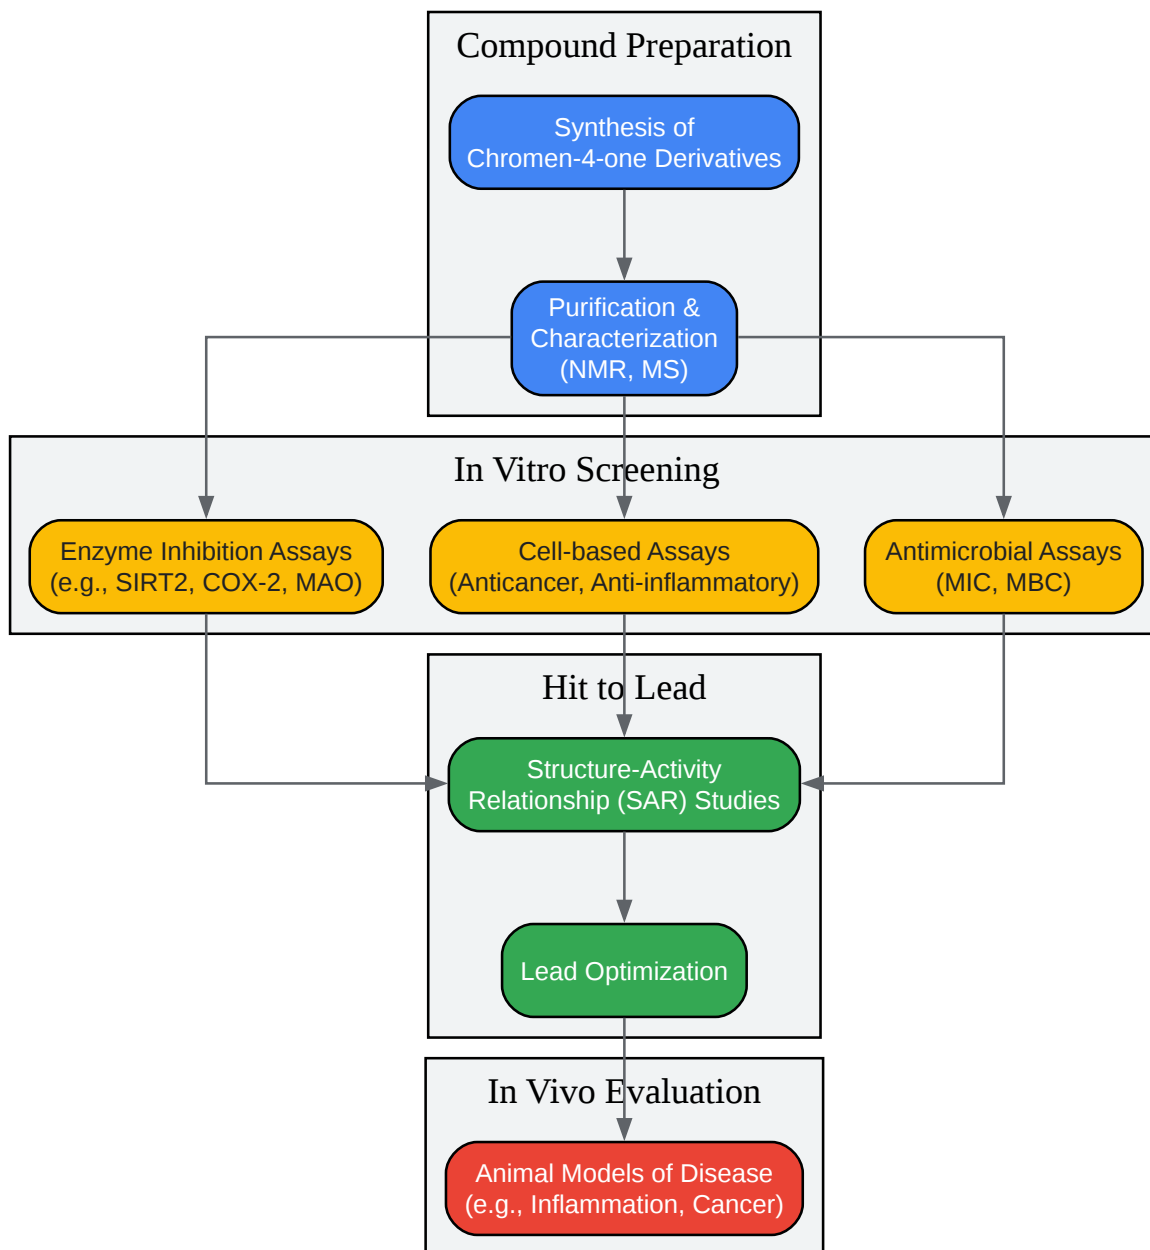 Compound Preparation
Synthesis of
Chromen-4-one Derivatives
Purification &
Characterization
(NMR, MS)
In Vitro Screening
Enzyme Inhibition Assays
(e.g., SIRT2, COX-2, MAO)
Cell-based Assays
(Anticancer, Anti-inflammatory)
Antimicrobial Assays
(MIC, MBC)
Hit to Lead
Structure-Activity
Relationship (SAR) Studies
Lead Optimization
In Vivo Evaluation
Animal Models of Disease
(e.g., Inflammation, Cancer)